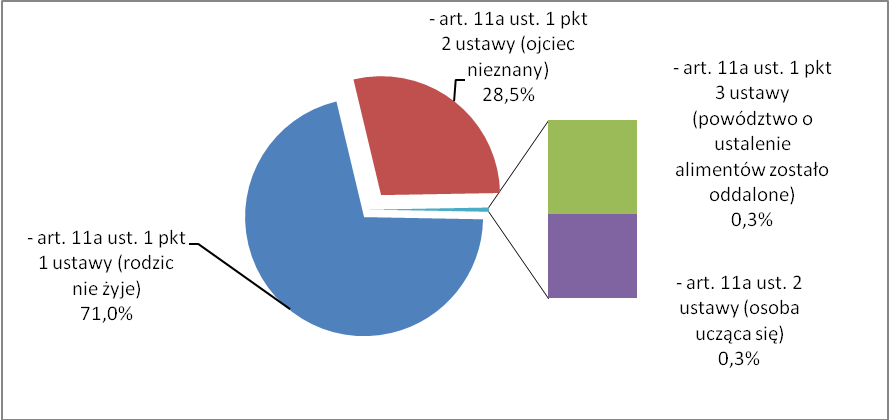 - art. 11a ust. 1 pkt
2 ustawy (ojciec
nieznany)
28,5%
- art. 11a ust. 1 pkt
3 ustawy
(powództwo o
ustalenie
alimentów zostało
oddalone)
0,3%
- art. 11a ust. 1 pkt
1 ustawy (rodzic
nie żyje)
71,0%
- art. 11a ust. 2
ustawy (osoba
ucząca się)
0,3%